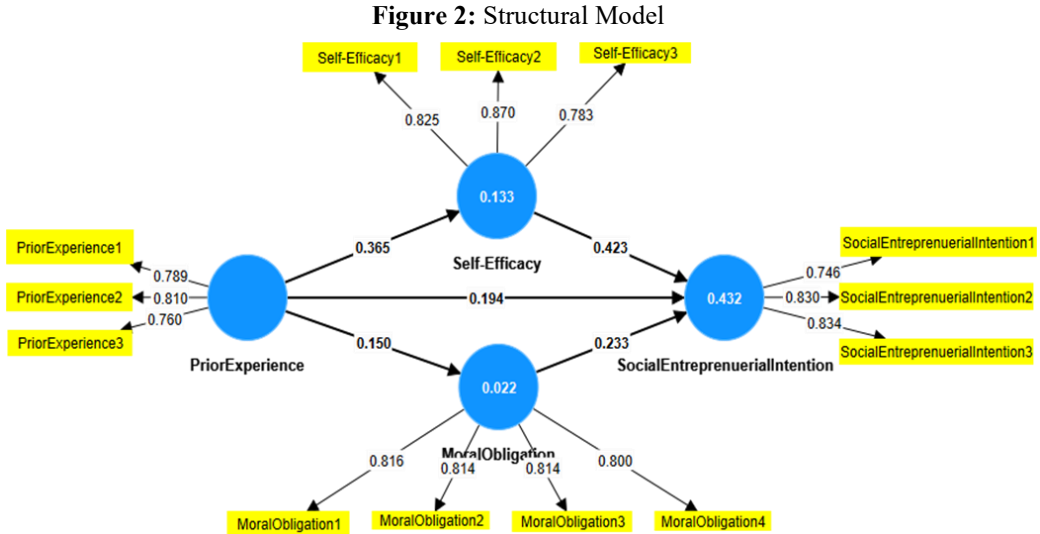 Figure 2: Structural Model
Self-Efficacy1
Self-Efficacy2
Self-Efficacy3
0.825
0.870
0.783
0.133
Self-Efficacy
PriorExperience1
PriorExperience2
PriorExperience3
0.789
0.810
0.760
PriorExperience
0.365
0.194
0.150
0.423
0.233
0.432
SocialEntreprenuerialIntention
0.746
0.830
0.834
SocialEntreprenuerialIntention1
SocialEntreprenuerialIntention2
SocialEntreprenuerialIntention3
0.022
MoralObligation
0.816
0.814
0.814
0.800
MoralObligation1
MoralObligation2
MoralObligation3
MoralObligation4